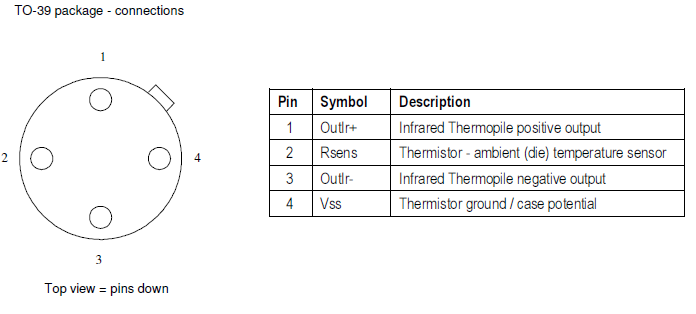 TO-39 package - connections
1
2
4
3
Top view = pins down
Pin Symbol Description
1 OutIr+ Infrared Thermopile positive output
2 Rsens Thermistor - ambient (die) temperature sensor
3 OutIr- Infrared Thermopile negative output
4 Vss Thermistor ground / case potential